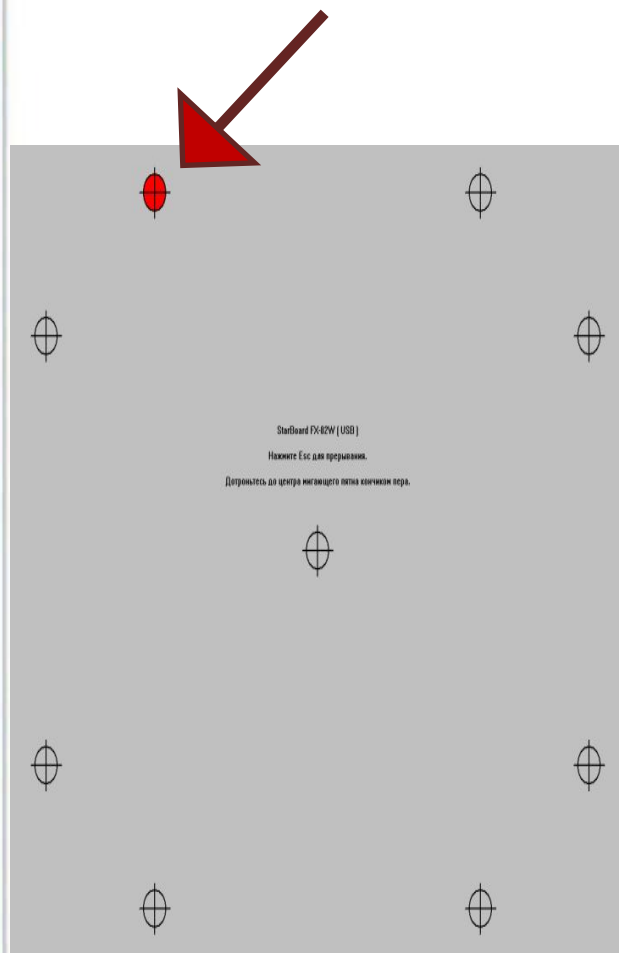 StarBoard FX-82W ( USB )
Нажмите Esc для прерывания.
Дотроньтесь до центра мигающего пятна кончиком пера.